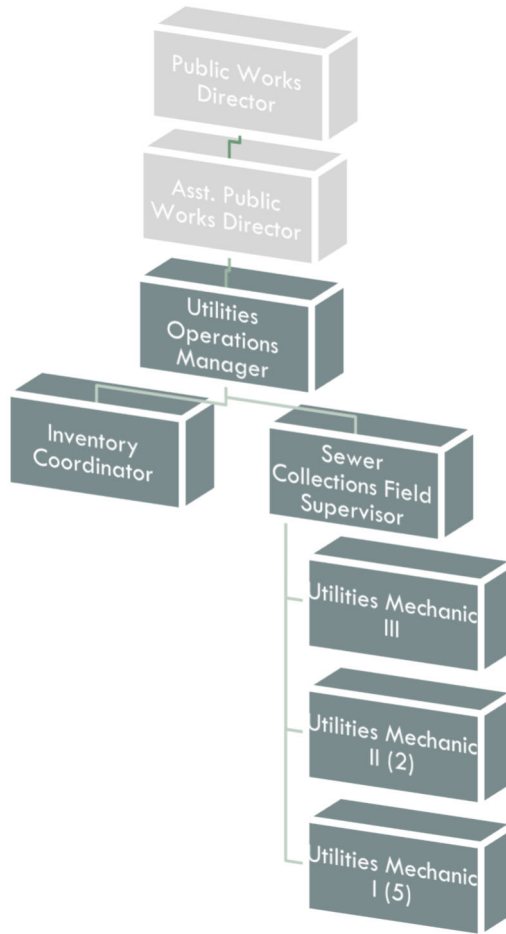 Public Works
Director
Asst. Public
Works Director
Utilities
Operations
Manager
Inventory
Coordinator
Sewer
Collections Field
Supervisor
Utilities Mechanic
III
Utilities Mechanic
II (2)
Utilities Mechanic
I (5)